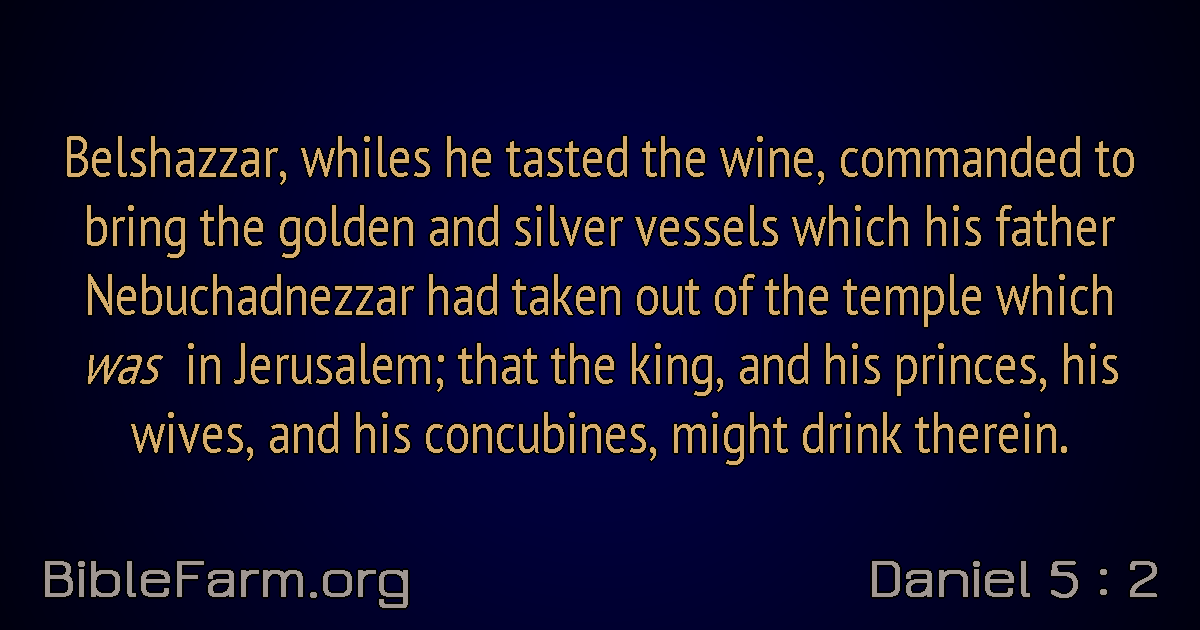 Belshazzar, whiles he tasted the wine, commanded to
bring the golden and silver vessels which his father
Nebuchadnezzar had taken out of the temple which
was in Jerusalem; that the king, and his princes, his
wives, and his concubines, might drink therein.
BibleFarm.org
Daniel 5 : 2